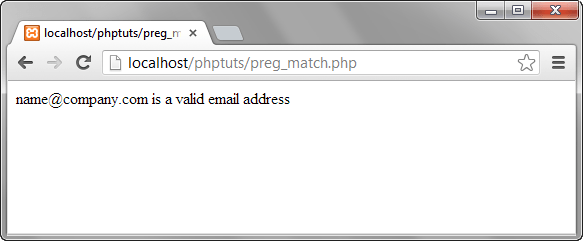 localhost/phptuts/preg_m
localhost/phptuts/preg_match.php
name@company.com is a valid email address